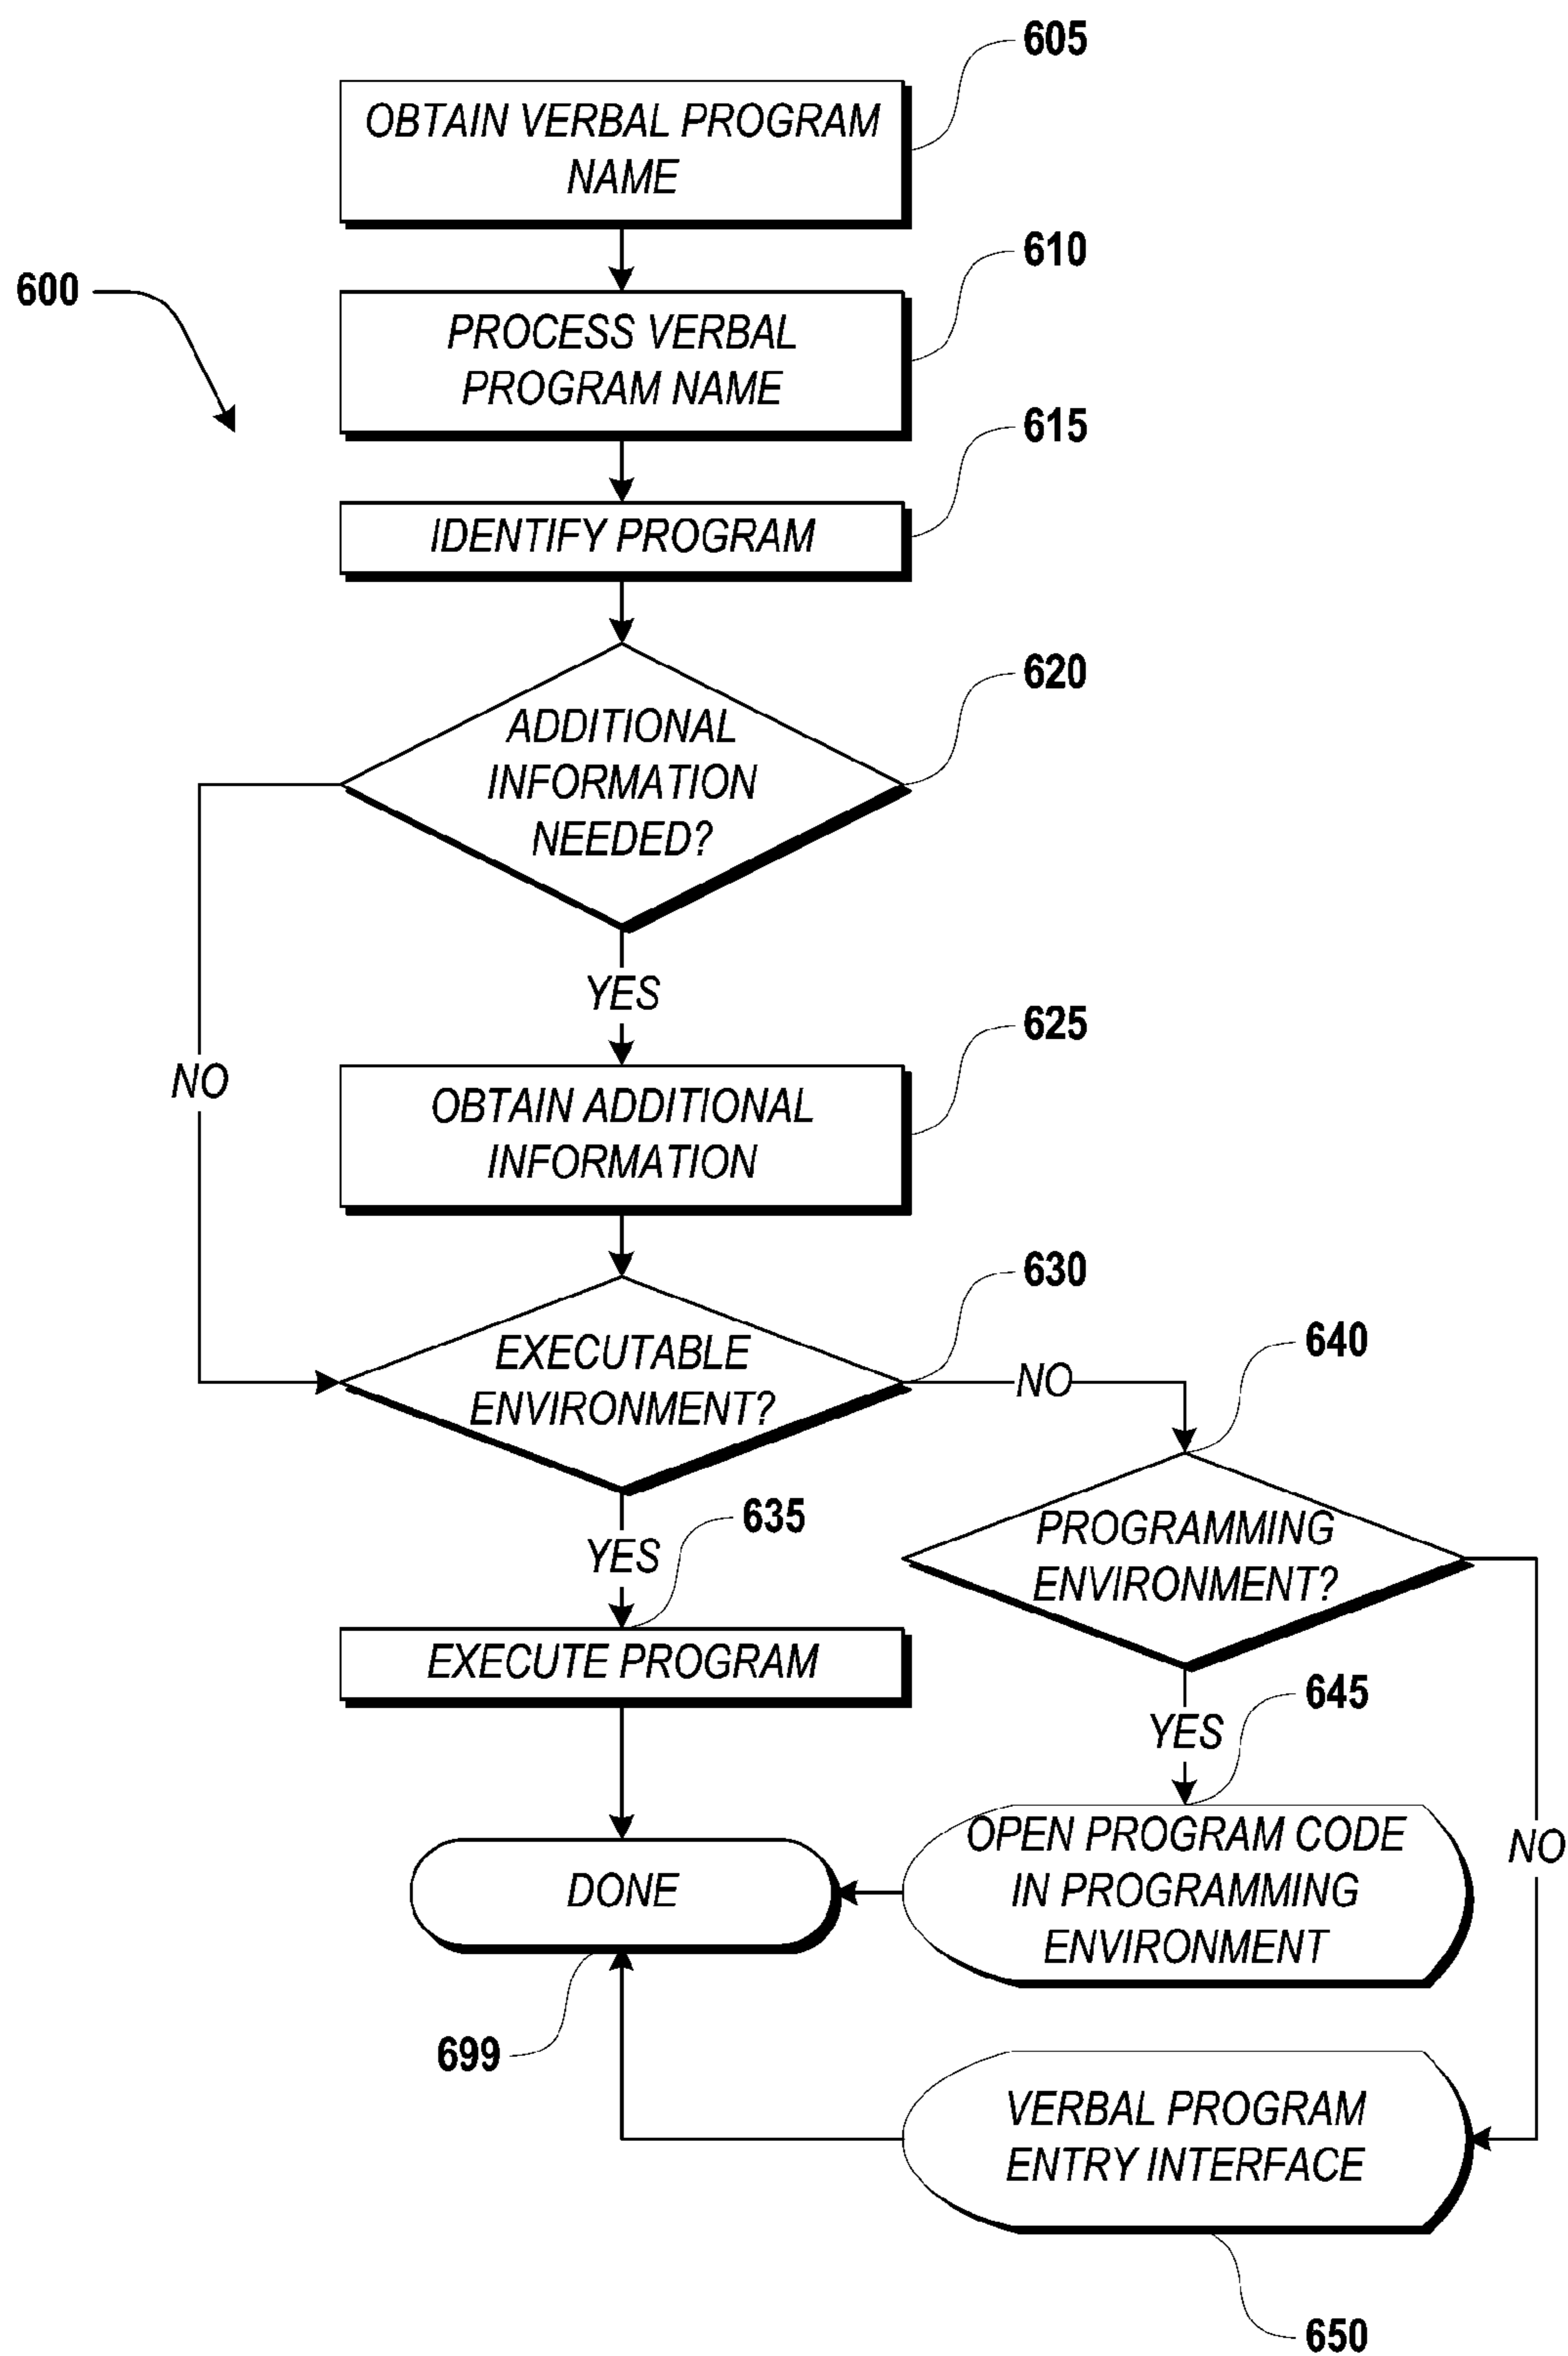 605
OBTAIN VERBAL PROGRAM
NAME
610
600
PROCESS VERBAL
PROGRAM NAME
615
IDENTIFY PROGRAM
620
ADDITIONAL
INFORMATION
NEEDED?
YES
625
NO
OBTAIN ADDITIONAL
INFORMATION
630
EXECUTABLE
ENVIRONMENT?
NO
640
635
YES
PROGRAMMING
ENVIRONMENT?
EXECUTE PROGRAM
645
YES
OPEN PROGRAM CODE
IN PROGRAMMING
ENVIRONMENT
NO
DONE
699
VERBAL PROGRAM
ENTRY INTERFACE
650